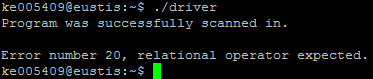 ke005409@eustis:~$ ./driver
Program was successfully scanned in.
Error number 20, relational operator expected.
ke005409@eustis:~$